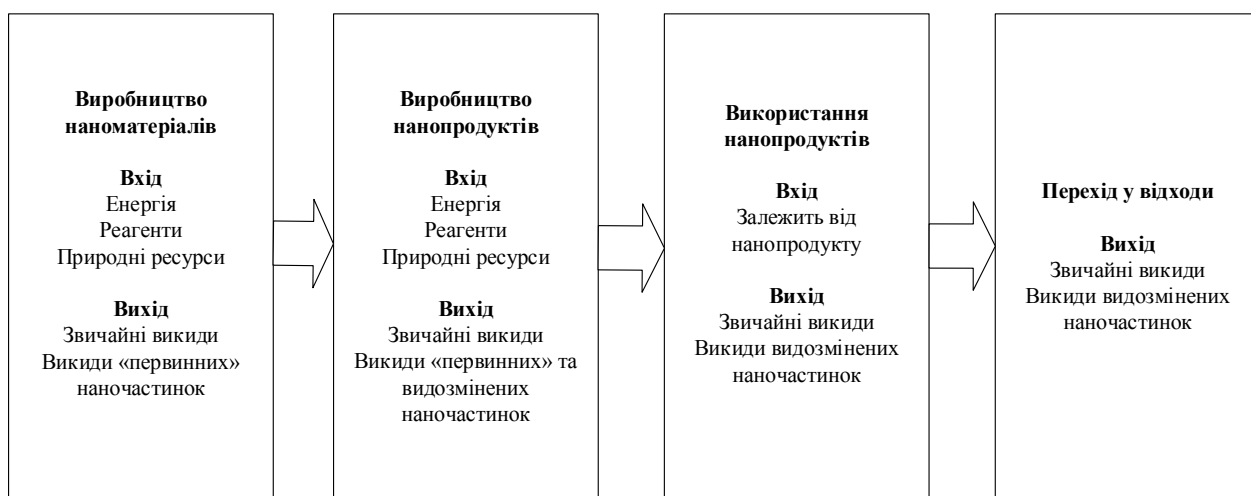 Виробництво
наноматеріалів
Вхід
Енергія
Реагенти
Природні ресурси
Вихід
Звичайні викиди
Викиди «первинних»
наночастинок
Виробництво
нанопродуктів
Вхід
Енергія
Реагенти
Природні ресурси
Вихід
Звичайні викиди
Викиди «первинних» та
видозмінених
наночастинок
Використання
нанопродуктів
Вхід
Залежить від
нанопродукту
Вихід
Звичайні викиди
Викиди видозмінених
наночастинок
Перехід у відходи
Вихід
Звичайні викиди
Викиди видозмінених
наночастинок